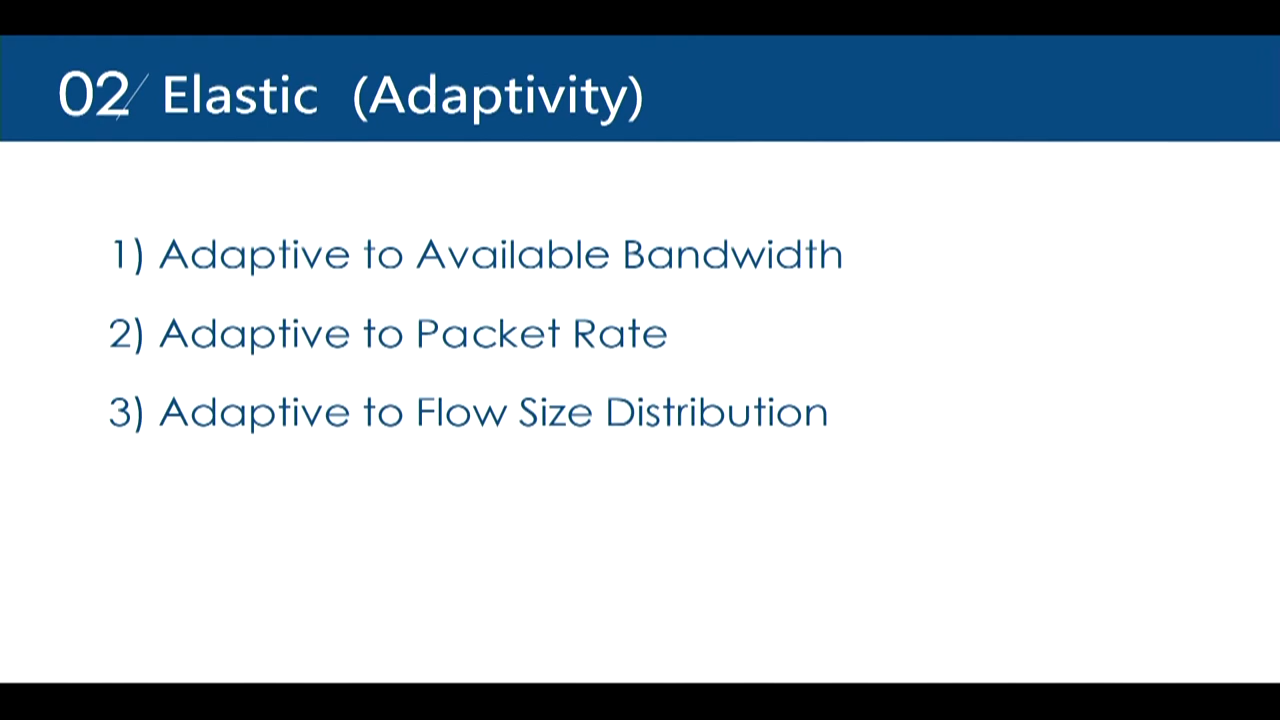 02/ Elastic (Adaptivity)
1) Adaptive to Available Bandwidth
2) Adaptive to Packet Rate
3) Adaptive to Flow Size Distribution